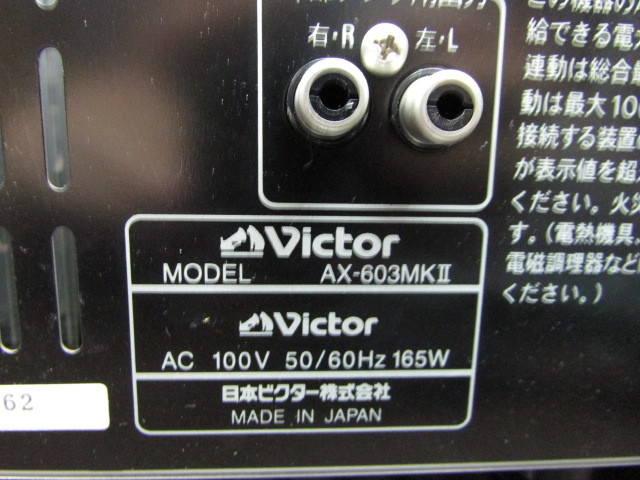 右・R
左・L
給できる電
連動は総合
動は最大10
接続する装置
が表示値を超
ください。火災
す。(電熱機具、
電磁調理器など
ください。)
Victor
MODEL AX-603MKII
Victor
AC 100V 50/60Hz 165W
日本ビクター株式会社
MADE IN JAPAN
62